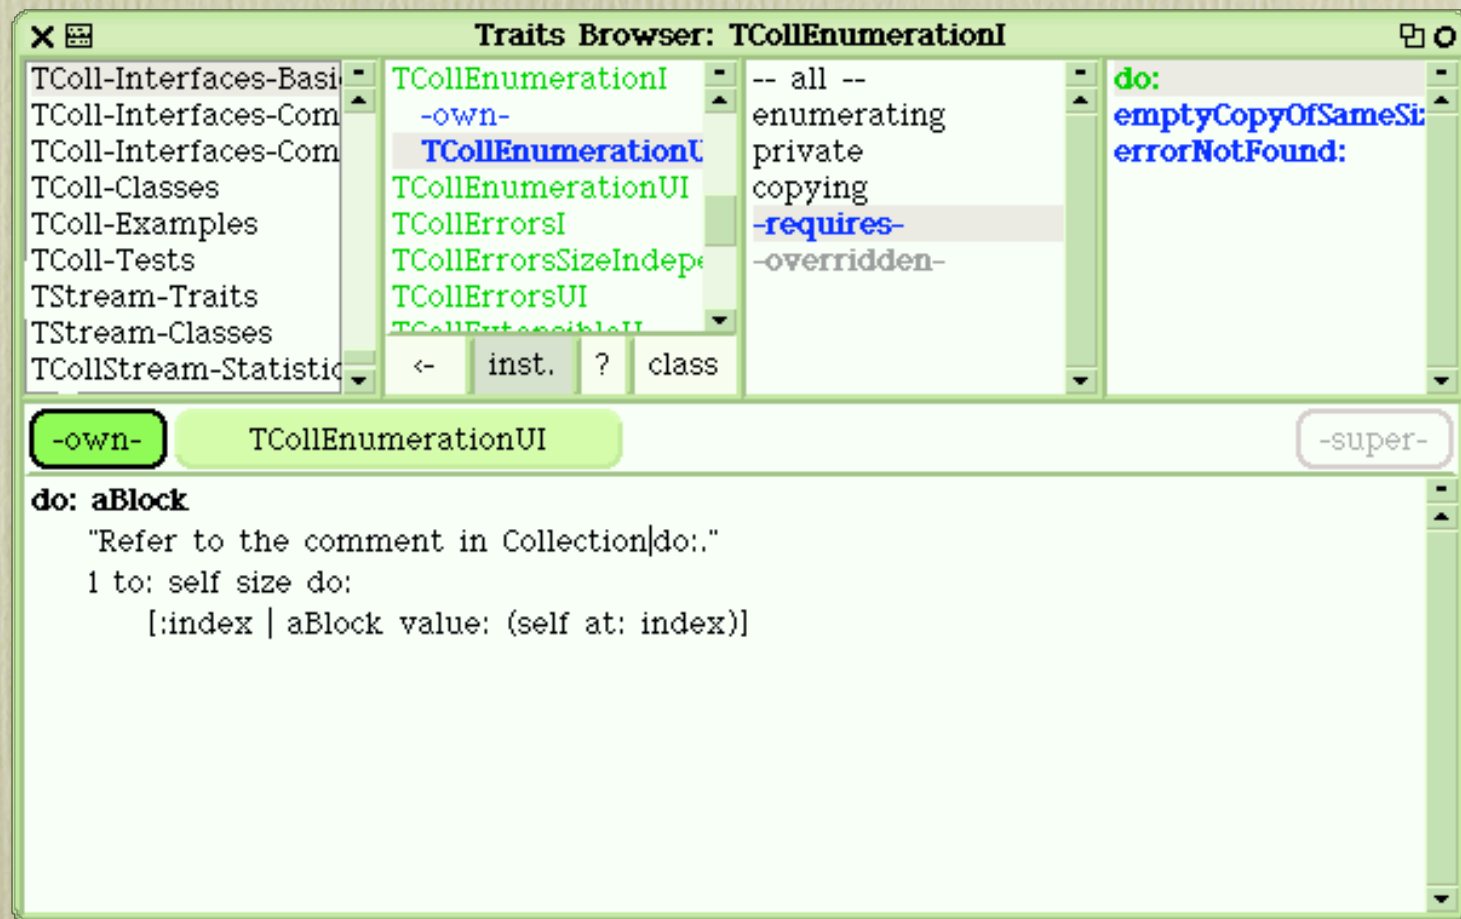 Traits Browser: TCollEnumerationI
TColl-Interfaces-Basi
TColl-Interfaces-Com
TColl-Interfaces-Com
TColl-Classes
TColl-Examples
TColl-Tests
TStream-Traits
TStream-Classes
TCollStream-Statistic
TCollEnumerationI
-own-
TCollEnumerationU
TCollEnumerationUI
TCollErrorsI
TCollErrorsSizeIndepe
TCollErrorsUI
TCollExtensibleU
<- inst. ? class
-- all --
enumerating
private
copying
-requires-
-overridden-
do:
emptyCopyOfSameSiz
errorNotFound:
-own- TCollEnumerationUI -super-
do: aBlock
"Refer to the comment in Collection|do:."
1 to: self size do:
[:index | aBlock value: (self at: index)]